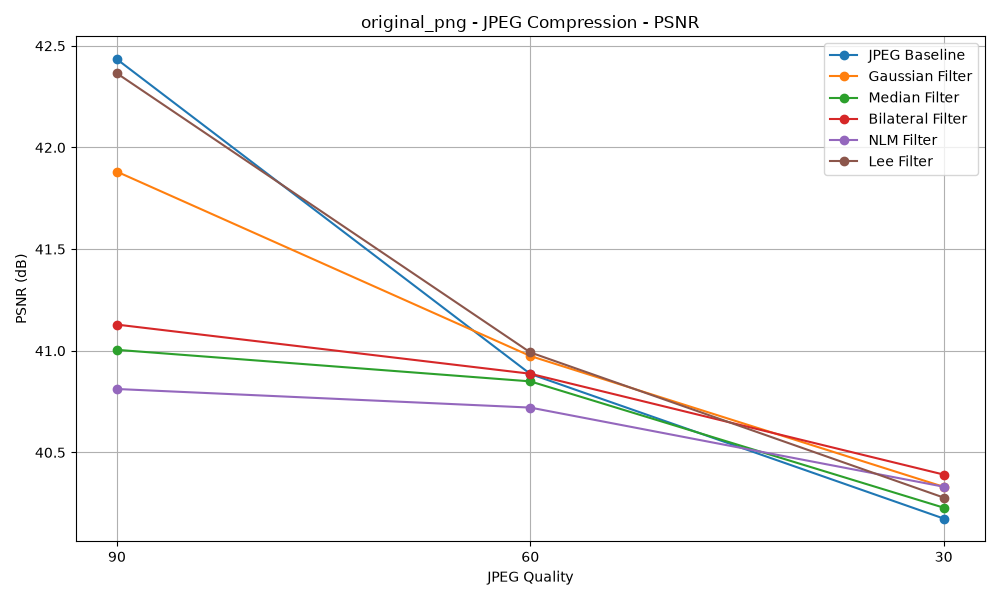 original_png - JPEG Compression - PSNR
JPEG Baseline
Gaussian Filter
Median Filter
Bilateral Filter
NLM Filter
Lee Filter
PSNR (dB)
42.5
42.0
41.5
41.0
40.5
90
60
30
JPEG Quality